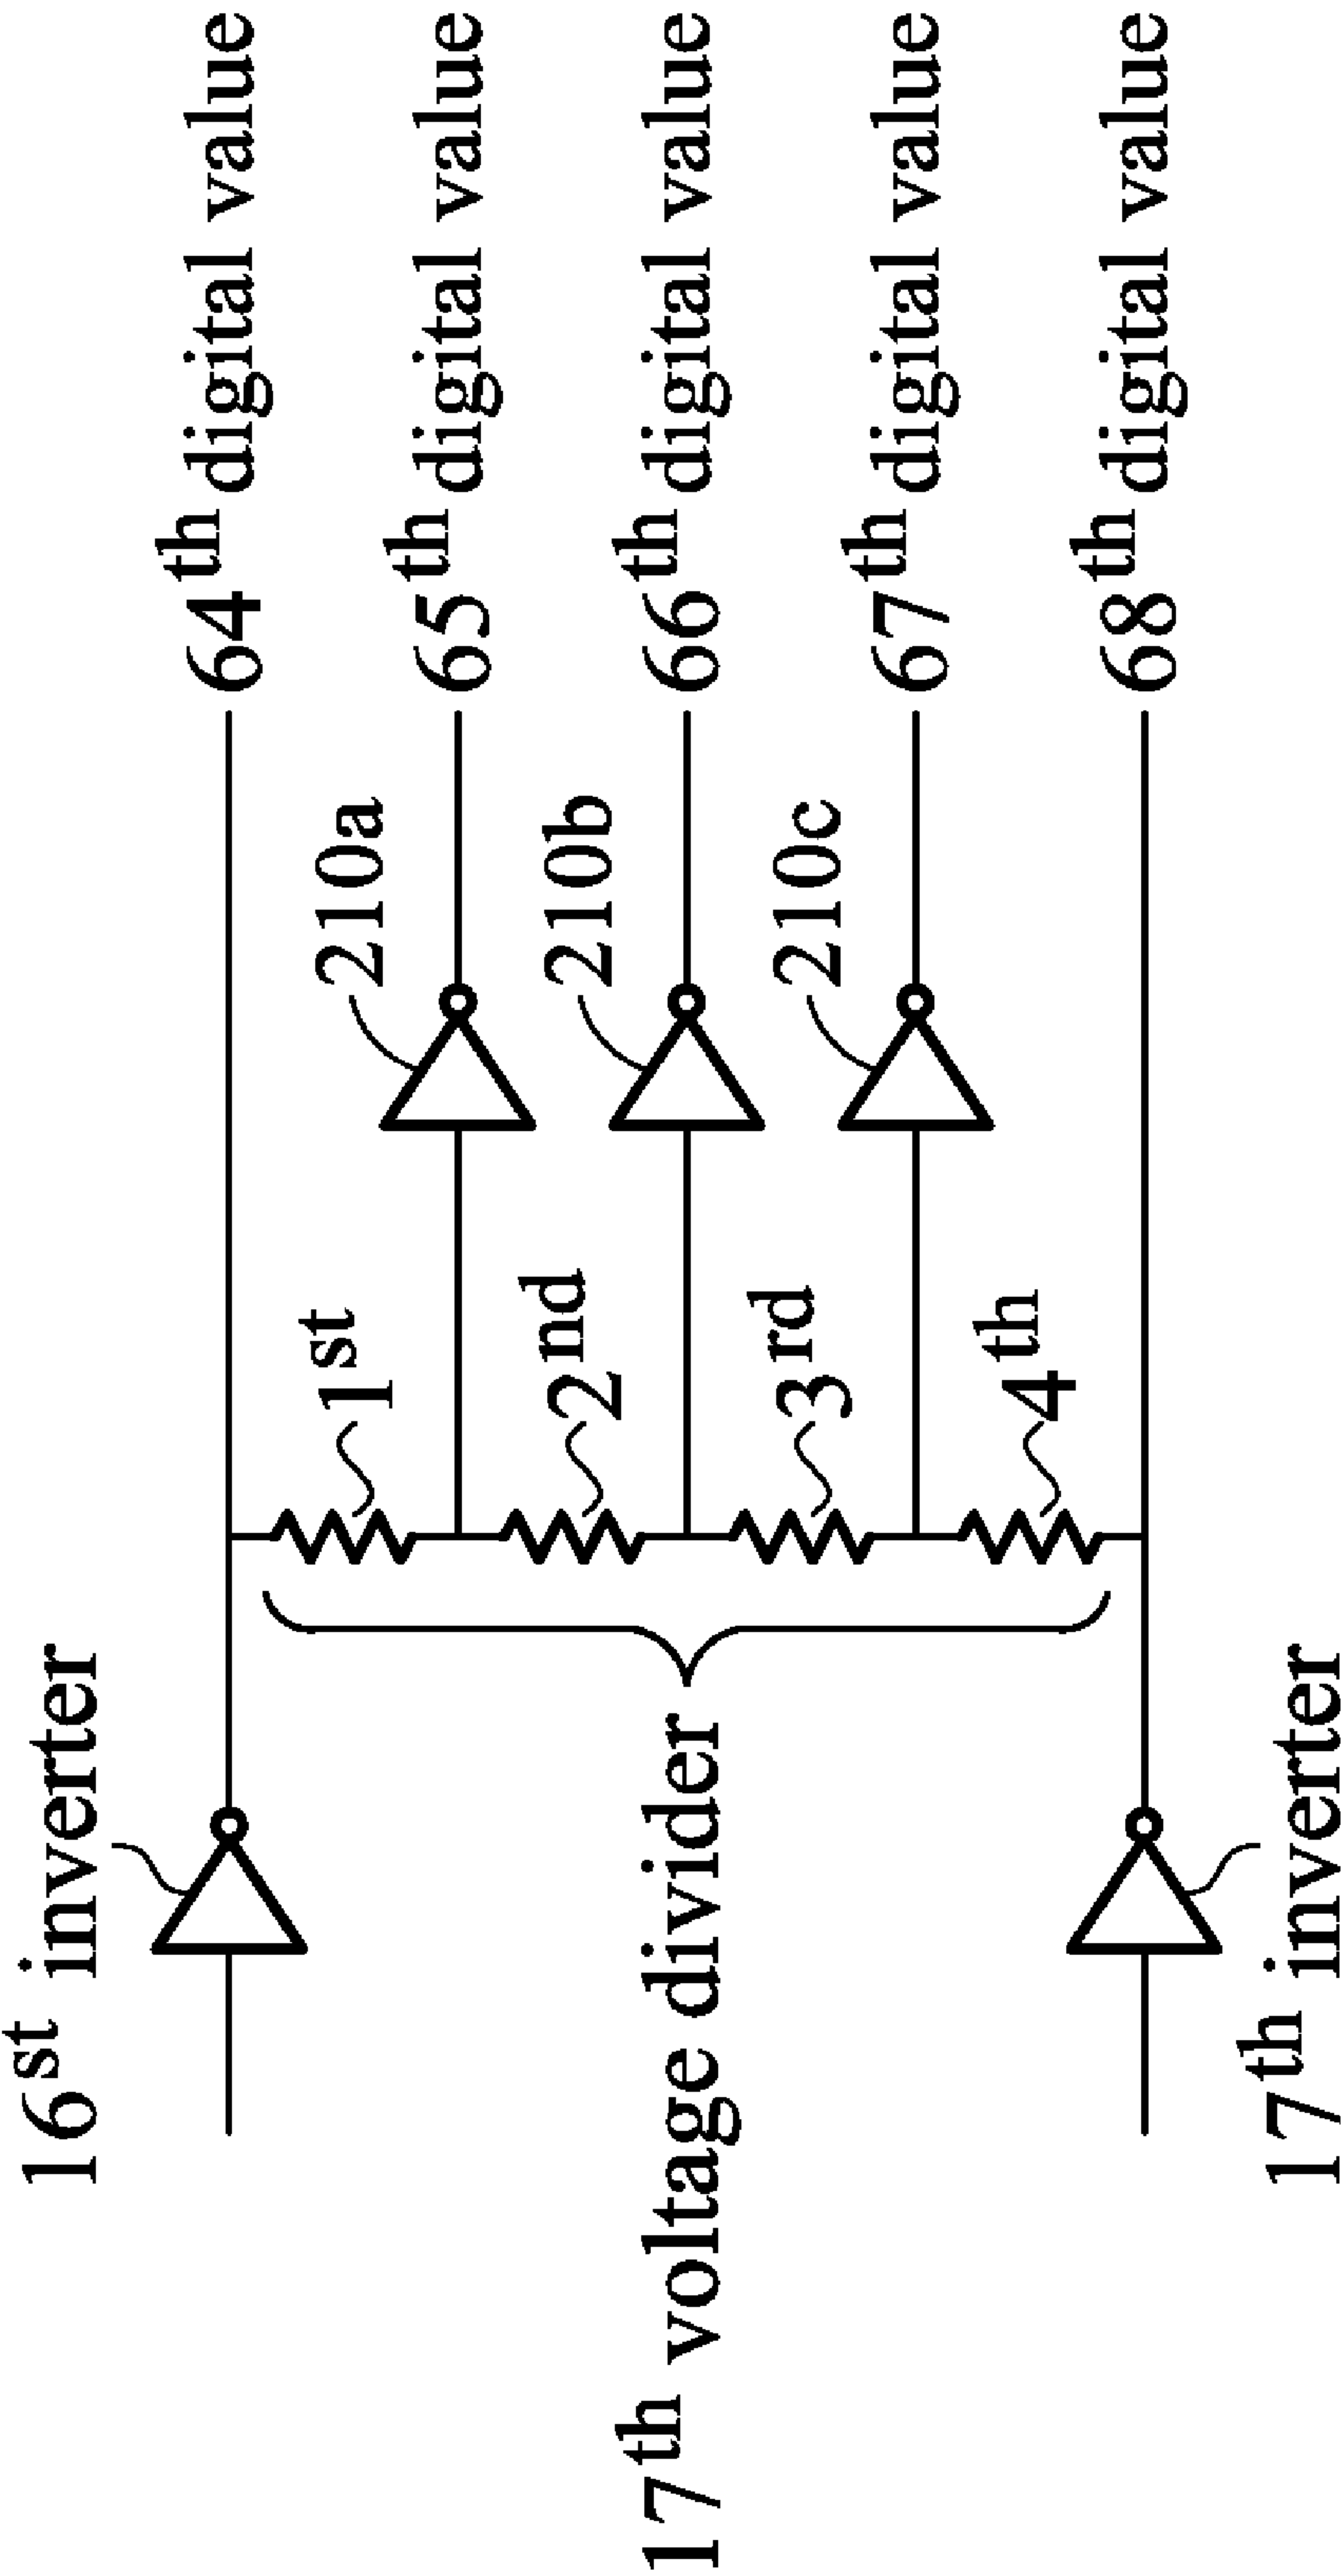 16st inverter
64th digital value
1st
210a
65th digital value
2nd
210b
66th digital value
17th voltage divider
3rd
210c
67th digital value
4th
17th inverter
68th digital value